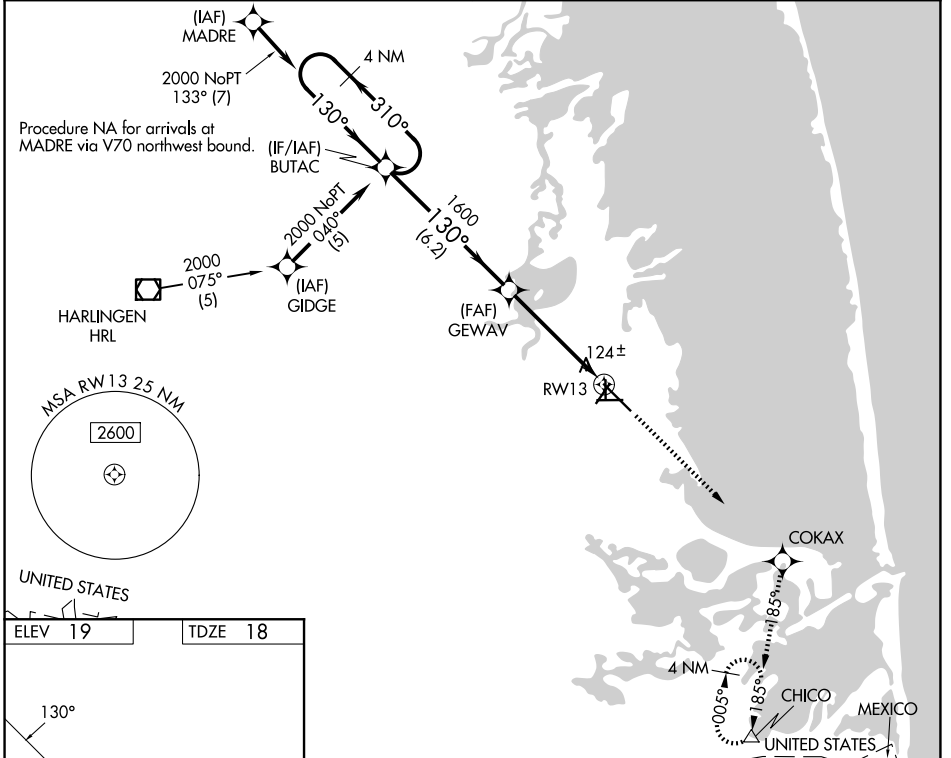 (IAF)
MADRE
4 NM
2000 NoPT
133° (7)
130°
310°
Procedure NA for arrivals at
MADRE via V70 northwest bound.
(IF/IAF)
BUTAC
2000 NoPT
040°
(5)
1600
130°
(6.2)
2000
075°
(5)
(IAF)
GIDGE
HARLINGEN
HRL
(FAF)
GEWAV
124±
RW13
MSA RW13 25 NM
2600
COKAX
185°
UNITED STATES
ELEV 19
TDZE 18
130°
4 NM
005°
185°
CHICO
MEXICO
UNITED STATES